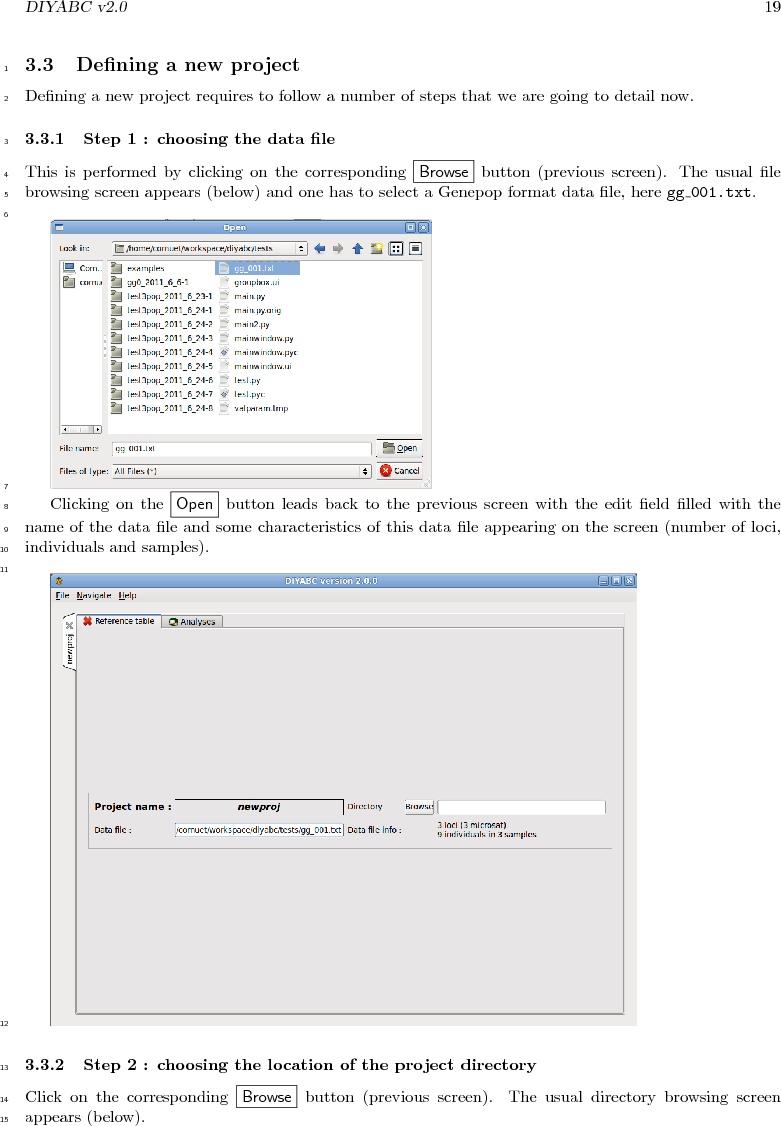 DIYABC v2.0 19
1 3.3 Defining a new project
2 Defining a new project requires to follow a number of steps that we are going to detail now.
3 3.3.1 Step 1 : choosing the data file
4 This is performed by clicking on the corresponding Browse button (previous screen). The usual file
5 browsing screen appears (below) and one has to select a Genepop format data file, here gg_001.txt.
6
Open
Look in: /home/cornuet/workspace/diyabc/tests
Com... examples gg_001.txt
cornu gg0_2011_6_6-1 groupbox.ui
test3pop_2011_6_23-1 main.py
test3pop_2011_6_24-1 main.py.orig
test3pop_2011_6_24-2 main2.py
test3pop_2011_6_24-3 mainwindow.py
test3pop_2011_6_24-4 mainwindow.pyc
test3pop_2011_6_24-5 mainwindow.ui
test3pop_2011_6_24-6 test.py
test3pop_2011_6_24-7 test.pyc
test3pop_2011_6_24-8 valparam.tmp
File name: gg_001.txt Open
Files of type: All Files (*) Cancel
7
8 Clicking on the Open button leads back to the previous screen with the edit field filled with the
9 name of the data file and some characteristics of this data file appearing on the screen (number of loci,
10 individuals and samples).
11
DIYABC version 2.0.0
File Navigate Help
Reference table Analyses
newproj
Project name : newproj Directory Browse
Data file : /cornuet/workspace/diyabc/tests/gg_001.txt Data file info : 3 loci (3 microsat)
9 individuals in 3 samples
12
13 3.3.2 Step 2 : choosing the location of the project directory
14 Click on the corresponding Browse button (previous screen). The usual directory browsing screen
15 appears (below).